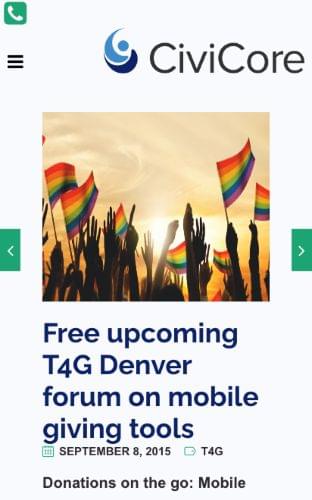 CiviCore
Free upcoming
T4G Denver
forum on mobile
giving tools
SEPTEMBER 8, 2015 T4G
Donations on the go: Mobile